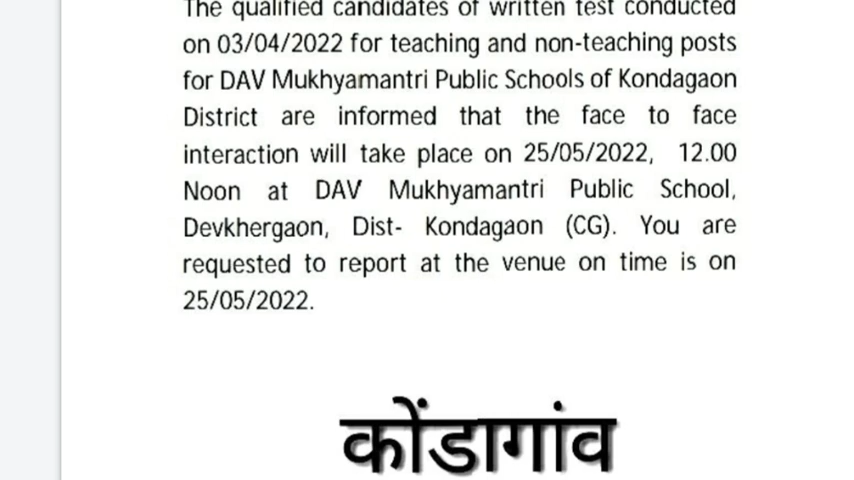 The qualified candidates of written test conducted
on 03/04/2022 for teaching and non-teaching posts
for DAV Mukhyamantri Public Schools of Kondagaon
District are informed that the face to face
interaction will take place on 25/05/2022, 12.00
Noon at DAV Mukhyamantri Public School,
Devkhergaon, Dist- Kondagaon (CG). You are
requested to report at the venue on time is on
25/05/2022.
कोंडागांव